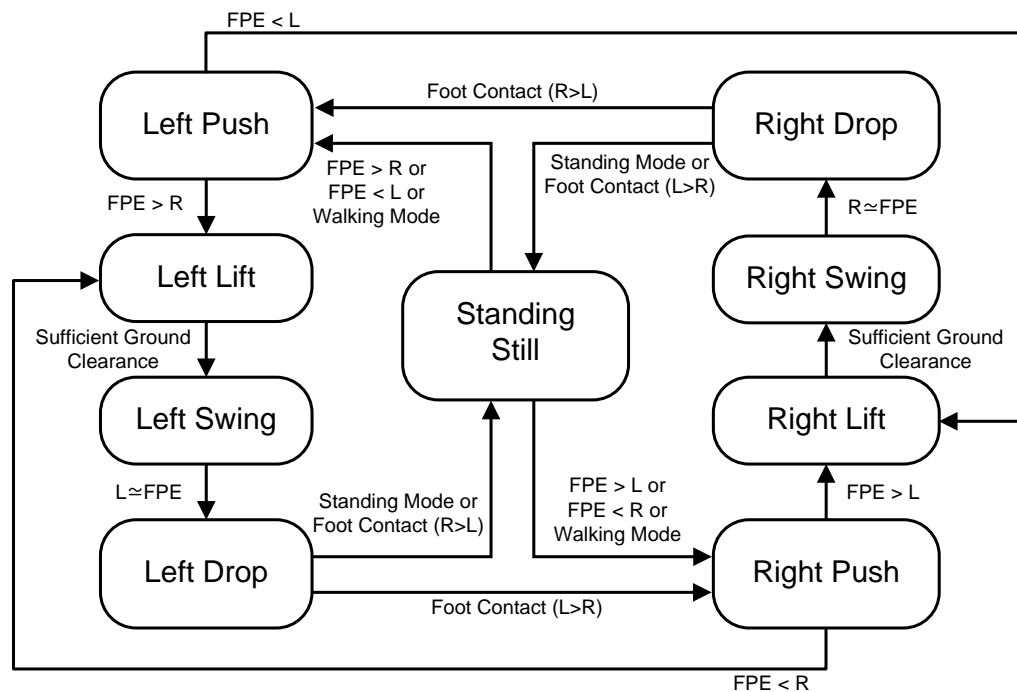 FPE < L
Left Push
Foot Contact (R>L)
Right Drop
FPE > R or
FPE < L or
Walking Mode
Standing Mode or
Foot Contact (L>R)
FPE > R
R≃FPE
Left Lift
Right Swing
Standing
Still
Sufficient Ground
Clearance
Sufficient Ground
Clearance
Left Swing
Right Lift
L≃FPE
Standing Mode or
Foot Contact (R>L)
FPE > L or
FPE < R or
Walking Mode
FPE > L
Left Drop
Right Push
Foot Contact (L>R)
FPE < R